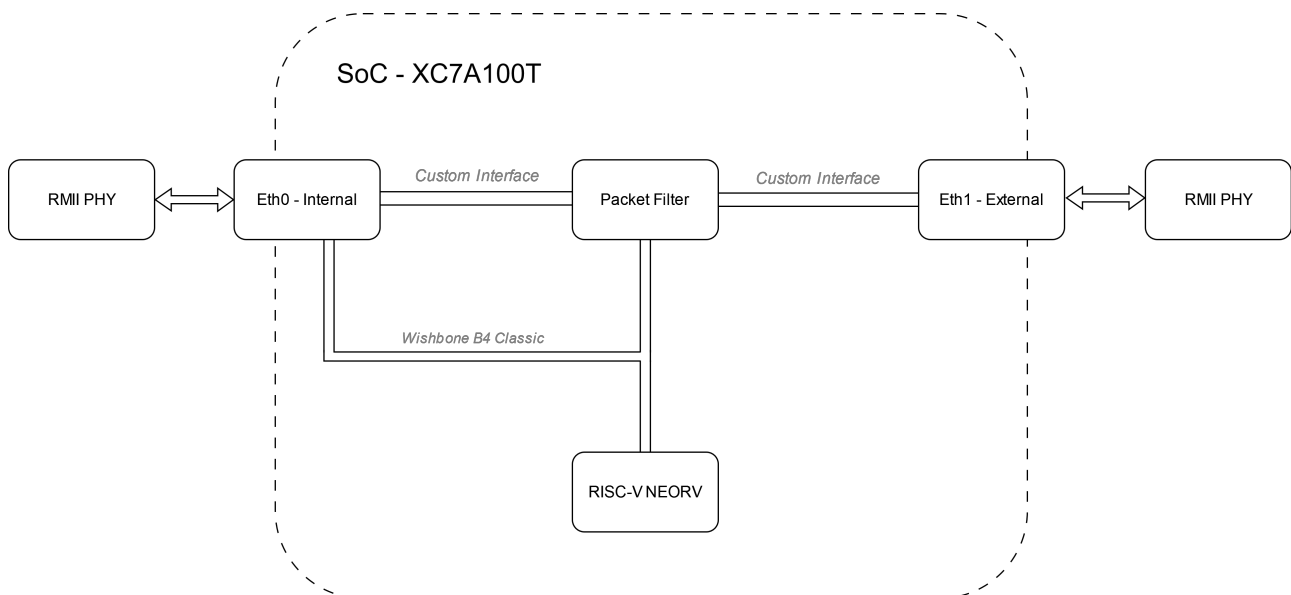 SoC - XC7A100T
RMII PHY
Eth0 - Internal
Custom Interface
Packet Filter
Custom Interface
Eth1 - External
RMII PHY
Wishbone B4 Classic
RISC-V NEORV